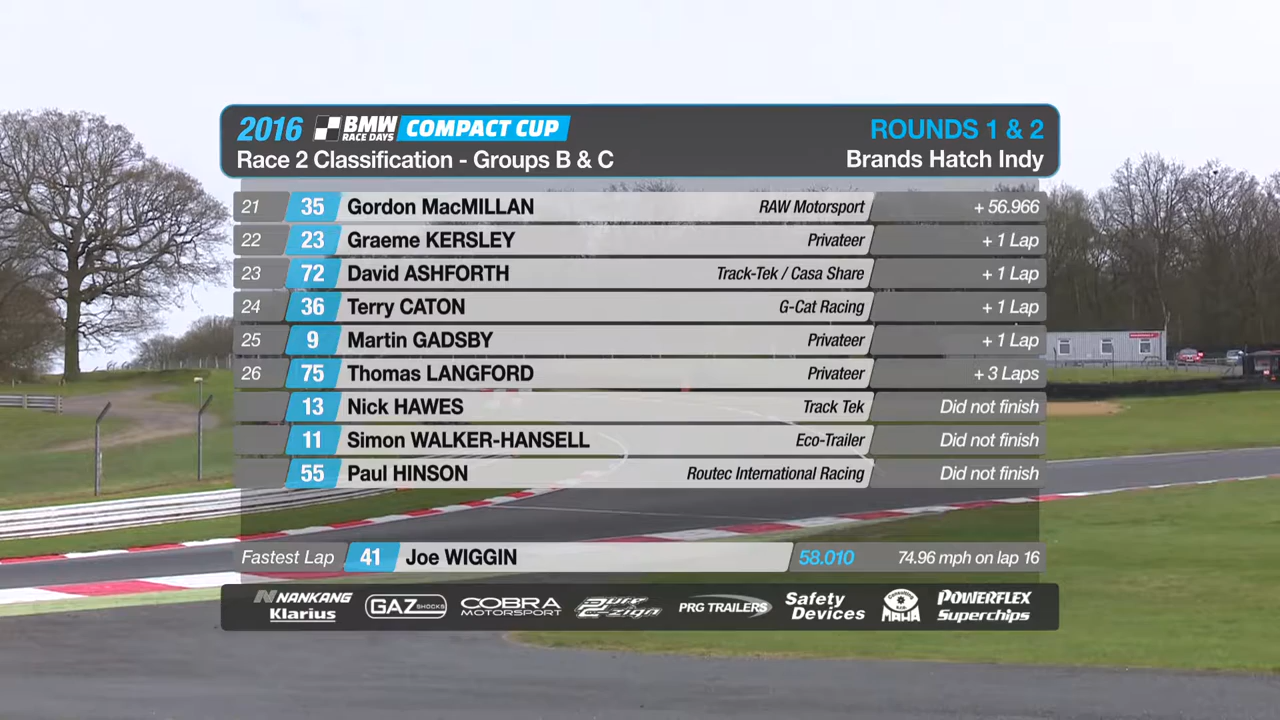 2016 BMW RACE DAYS COMPACT CUP ROUNDS 1 & 2
Race 2 Classification - Groups B & C Brands Hatch Indy
21 35 Gordon MacMILLAN RAW Motorsport + 56.966
22 23 Graeme KERSLEY Privateer + 1 Lap
23 72 David ASHFORTH Track-Tek / Casa Share + 1 Lap
24 36 Terry CATON G-Cat Racing + 1 Lap
25 9 Martin GADSBY Privateer + 1 Lap
26 75 Thomas LANGFORD Privateer + 3 Laps
13 Nick HAWES Track Tek Did not finish
11 Simon WALKER-HANSELL Eco-Trailer Did not finish
55 Paul HINSON Routec International Racing Did not finish
Fastest Lap 41 Joe WIGGIN 58.010 74.96 mph on lap 16
NANKANG
Klarius
GAZ SHOCKS
COBRA
MOTORSPORT
PRG TRAILERS
Safety
Devices
MAHA
POWERFLEX
Superchips